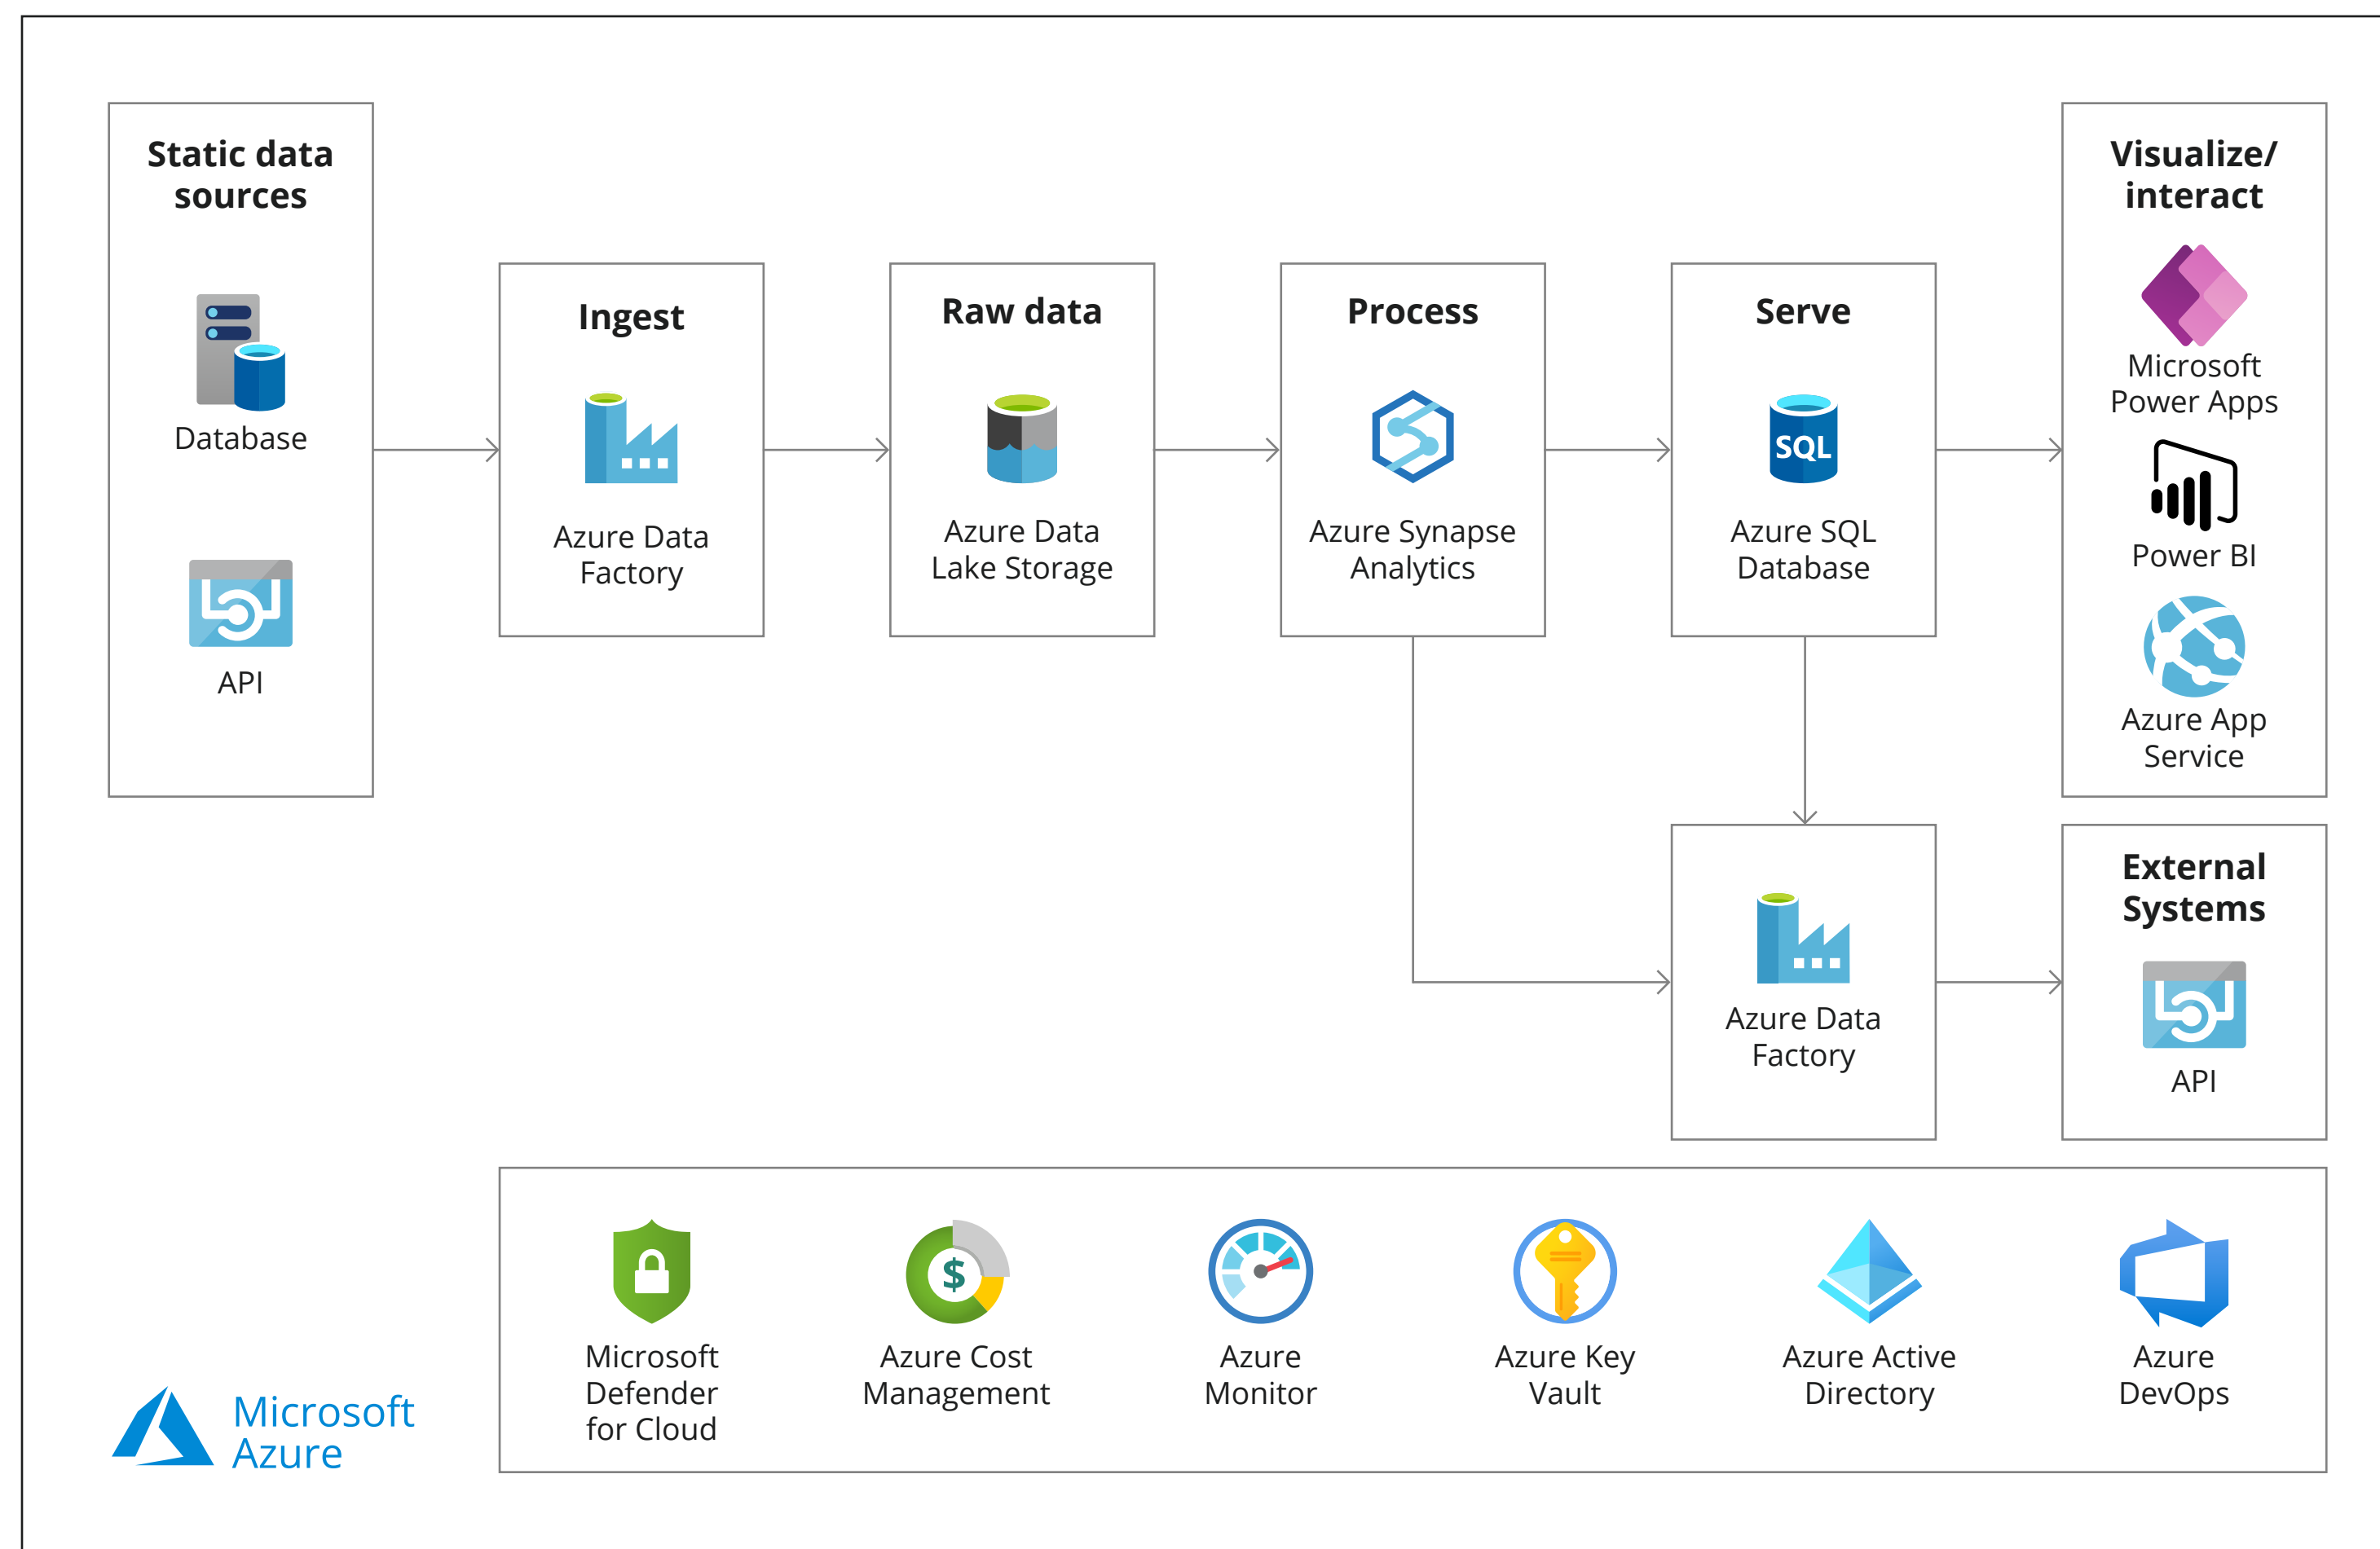 Static data
sources
Database
API
Ingest
Azure Data
Factory
Raw data
Azure Data
Lake Storage
Process
Azure Synapse
Analytics
Serve
SQL
Azure SQL
Database
Visualize/
interact
Microsoft
Power Apps
Power BI
Azure App
Service
Azure Data
Factory
External
Systems
API
Microsoft
Defender
for Cloud
$
Azure Cost
Management
Azure
Monitor
Azure Key
Vault
Azure Active
Directory
Azure
DevOps
Microsoft
Azure